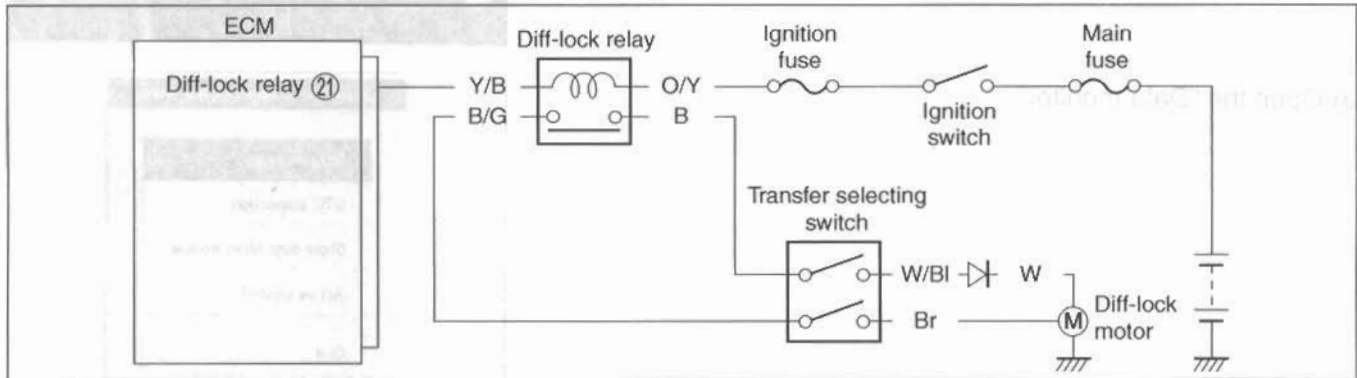 ECM
Diff-lock relay ㉑
Diff-lock relay
Y/B
O/Y
B/G
B
Ignition
fuse
Ignition
switch
Main
fuse
Transfer selecting
switch
W/Bl
W
Br
M
Diff-lock
motor